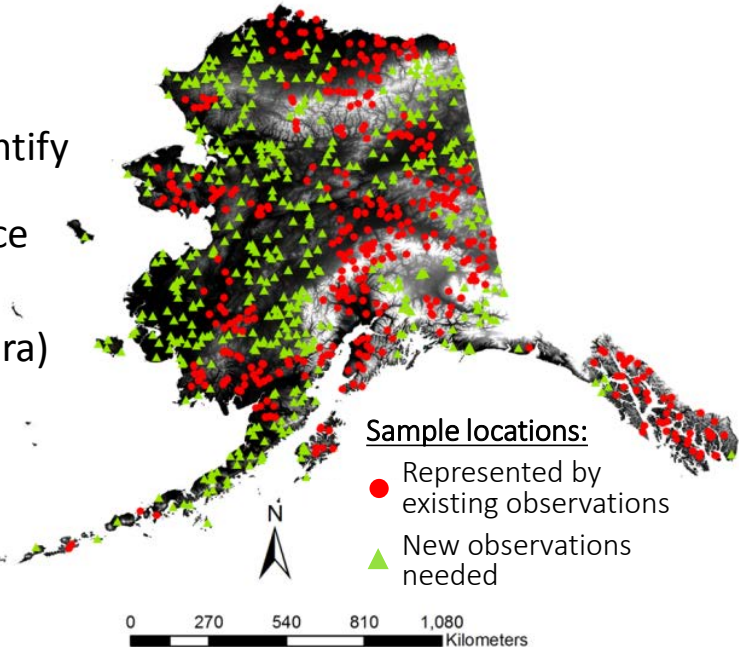 ntify
ce
ra)
Sample locations:
Represented by
existing observations
New observations
needed
N
0 270 540 810 1,080
Kilometers